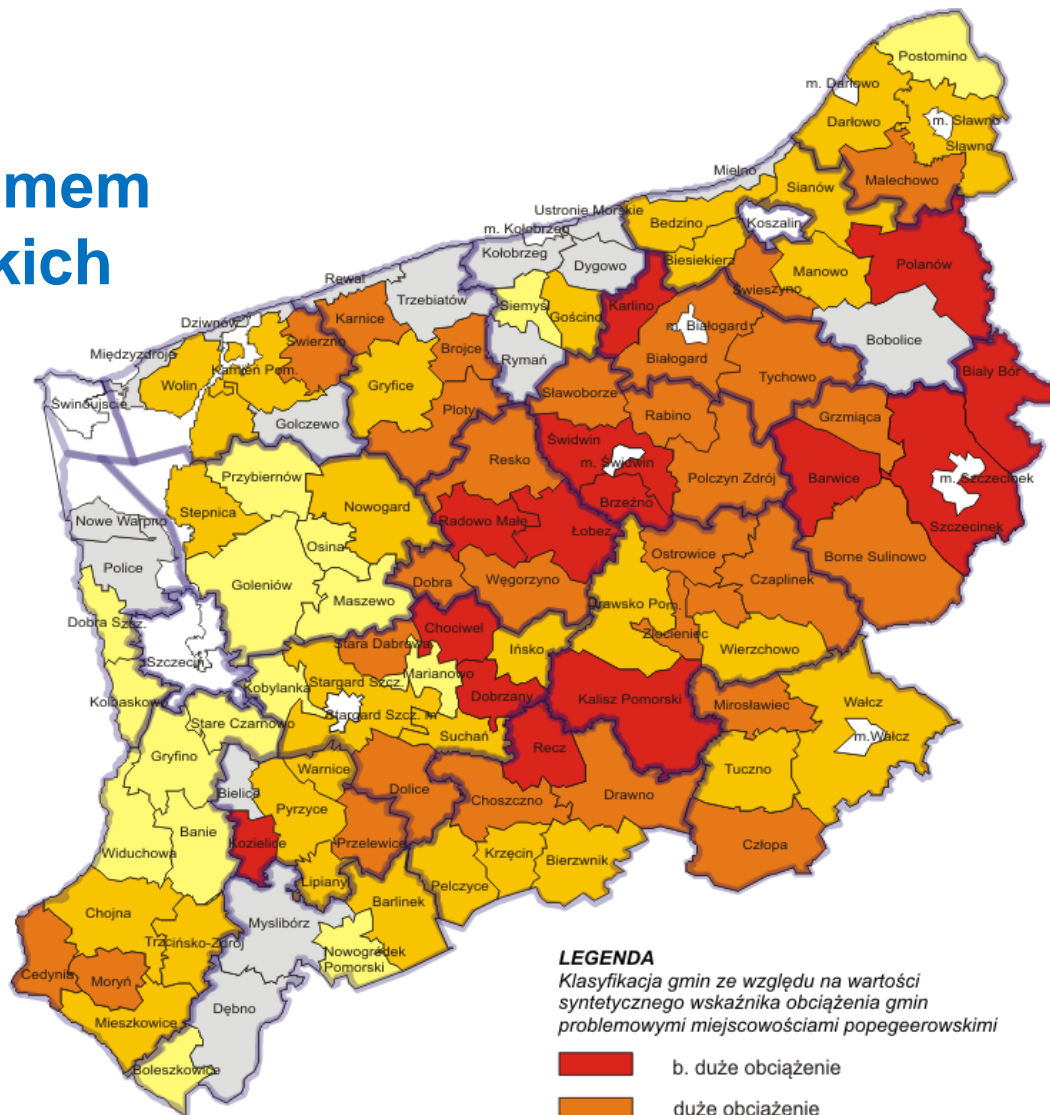 mem
kich
Postomino
m. Darłowo
Darłowo
m. Sławno
Sławno
Malechowo
Mielno
Sianów
Ustronie Morskie
m. Kołobrzeg
Bedzino
Koszalin
Kołobrzeg
Dygowo
Biesiekierz
Manowo
Polanów
Rewal
Trzebiatów
Siemyśl
Gościno
Karlino
Świeszyno
Dziwnów
Karnice
m. Białogard
Bobolice
Międzyzdroje
Świerzno
Brojce
Rymań
Białogard
Tychowo
Bialy Bór
Wolin
Kamień Pom.
Gryfice
Sławoborze
Świnoujście
Ploty
Rabino
Grzmiąca
Golczewo
Świdwin
m. Świdwin
Resko
Przybiernów
Polczyn Zdrój
Barwice
m. Szczecinek
Stepnica
Nowogard
Brzeźno
Nowe Warpno
Radowo Małe
Łobez
Szczecinek
Osina
Ostrowice
Borne Sulinowo
Police
Goleniów
Dobra
Węgorzyno
Czaplinek
Maszewo
Drawsko Pom.
Dobra Szcz.
Chociwel
Złocieniec
Stara Dabrowa
Ińsko
Wierzchowo
Szczecin
Marianowo
Stargard Szcz.
Kobylanka
Dobrzany
Kalisz Pomorski
Mirosławiec
Wałcz
Kołbaskowo
Stare Czarnowo
Stargard Szcz. m
Suchań
Recz
m.Wałcz
Gryfino
Warnice
Tuczno
Bielice
Dolice
Choszczno
Drawno
Pyrzyce
Banie
Kozielice
Przelewice
Człopa
Widuchowa
Krzęcin
Bierzwnik
Lipiany
Pelczyce
Barlinek
Chojna
Myslibórz
Trzcińsko-Zdrój
Nowogródek
Pomorski
Cedynia
Moryń
Dębno
Mieszkowice
Boleszkowice
LEGENDA
Klasyfikacja gmin ze względu na wartości
syntetycznego wskaźnika obciążenia gmin
problemowymi miejscowościami popegeerowskimi
b. duże obciążenie
duże obciążenie